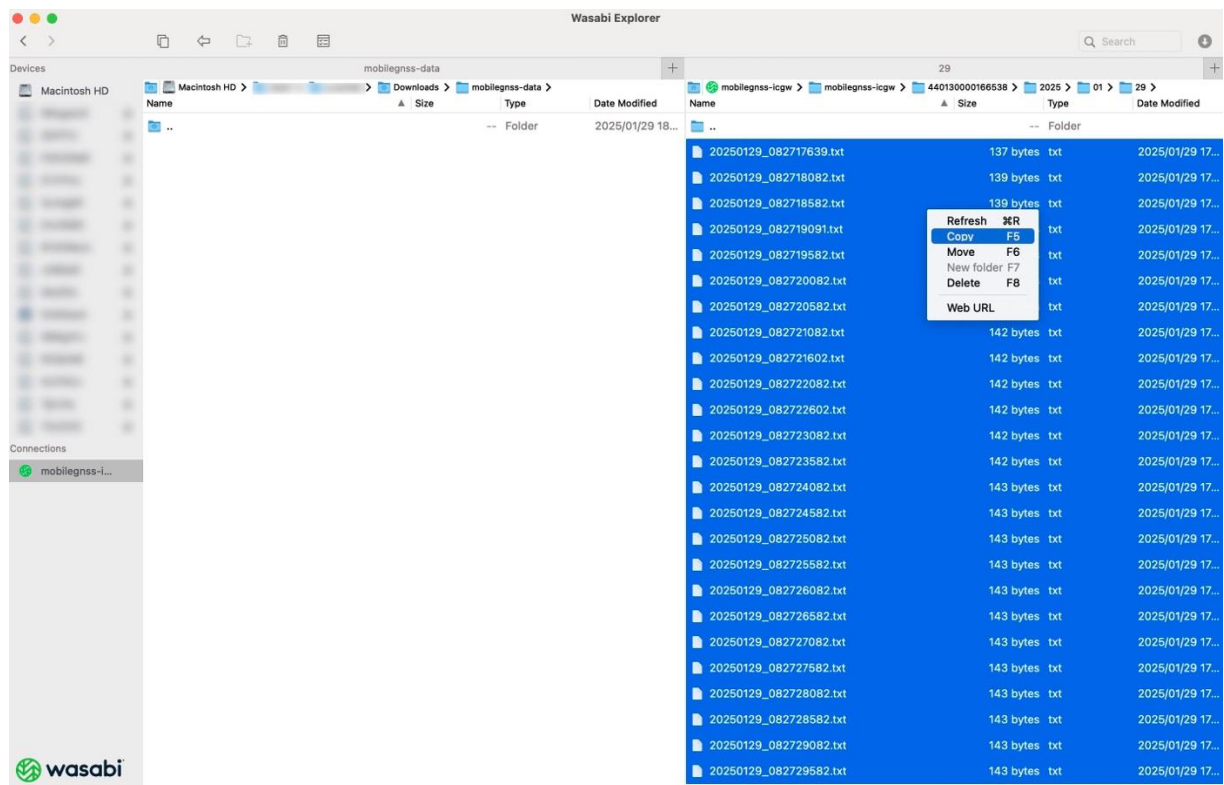 Wasabi Explorer
Search
Devices
mobilegnss-data
29
Macintosh HD
Macintosh HD > > Downloads > mobilegnss-data >
Name Size Type Date Modified
.. -- Folder 2025/01/29 18...
mobilegnss-icgw > mobilegnss-icgw > 440130000166538 > 2025 > 01 > 29 >
Name Size Type Date Modified
.. -- Folder
20250129_082717639.txt 137 bytes txt 2025/01/29 17...
20250129_082718082.txt 139 bytes txt 2025/01/29 17...
20250129_082718582.txt 139 bytes txt 2025/01/29 17...
20250129_082719091.txt txt 2025/01/29 17...
20250129_082719582.txt txt 2025/01/29 17...
20250129_082720082.txt txt 2025/01/29 17...
20250129_082720582.txt txt 2025/01/29 17...
20250129_082721082.txt 142 bytes txt 2025/01/29 17...
20250129_082721602.txt 142 bytes txt 2025/01/29 17...
20250129_082722082.txt 142 bytes txt 2025/01/29 17...
20250129_082722602.txt 142 bytes txt 2025/01/29 17...
20250129_082723082.txt 142 bytes txt 2025/01/29 17...
20250129_082723582.txt 142 bytes txt 2025/01/29 17...
20250129_082724082.txt 143 bytes txt 2025/01/29 17...
20250129_082724582.txt 143 bytes txt 2025/01/29 17...
20250129_082725082.txt 143 bytes txt 2025/01/29 17...
20250129_082725582.txt 143 bytes txt 2025/01/29 17...
20250129_082726082.txt 143 bytes txt 2025/01/29 17...
20250129_082726582.txt 143 bytes txt 2025/01/29 17...
20250129_082727082.txt 143 bytes txt 2025/01/29 17...
20250129_082727582.txt 143 bytes txt 2025/01/29 17...
20250129_082728082.txt 143 bytes txt 2025/01/29 17...
20250129_082728582.txt 143 bytes txt 2025/01/29 17...
20250129_082729082.txt 143 bytes txt 2025/01/29 17...
20250129_082729582.txt 143 bytes txt 2025/01/29 17...
Refresh ⌘R
Copy F5
Move F6
New folder F7
Delete F8
Web URL
Connections
mobilegnss-i...
wasabi